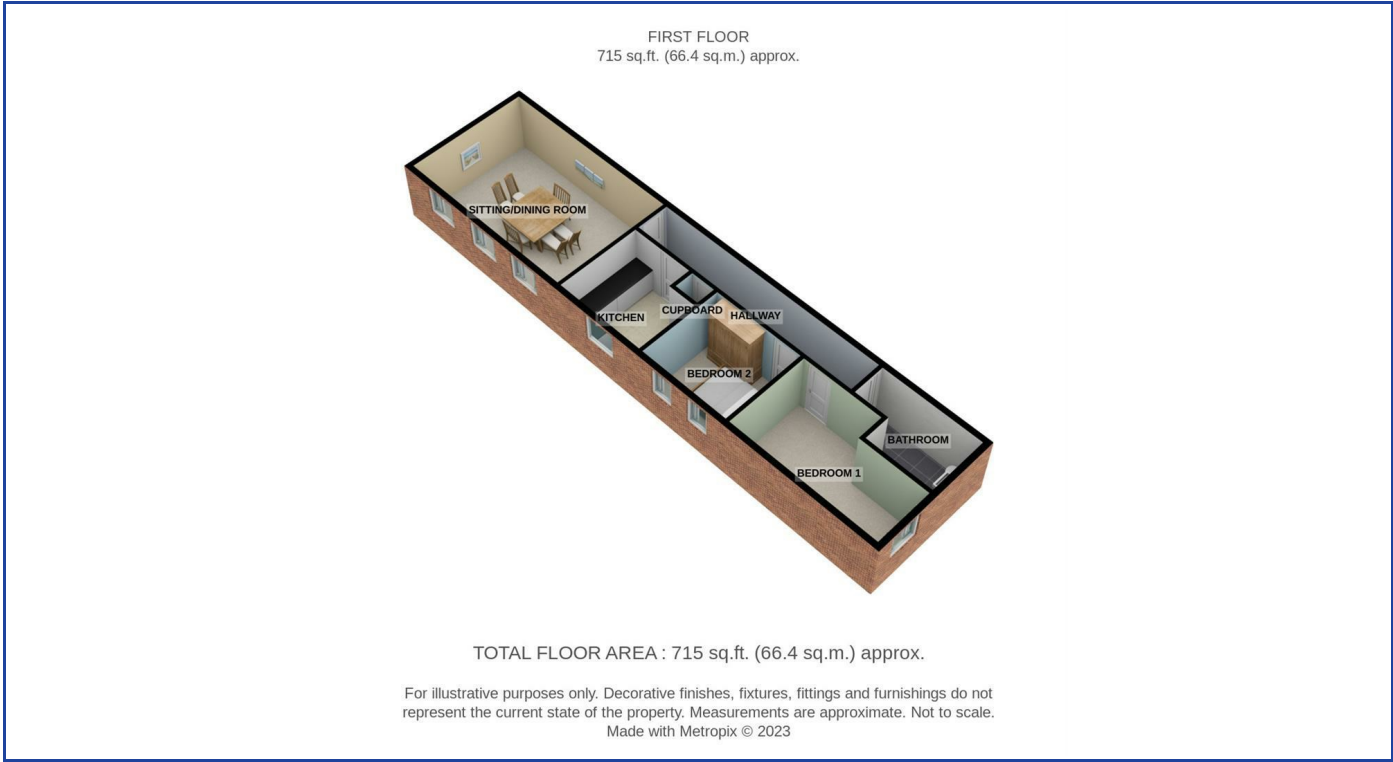 FIRST FLOOR
715 sq.ft. (66.4 sq.m.) approx.
SITTING/DINING ROOM
KITCHEN
CUPBOARD
HALLWAY
BEDROOM 2
BATHROOM
BEDROOM 1
TOTAL FLOOR AREA : 715 sq.ft. (66.4 sq.m.) approx.
For illustrative purposes only. Decorative finishes, fixtures, fittings and furnishings do not
represent the current state of the property. Measurements are approximate. Not to scale.
Made with Metropix © 2023